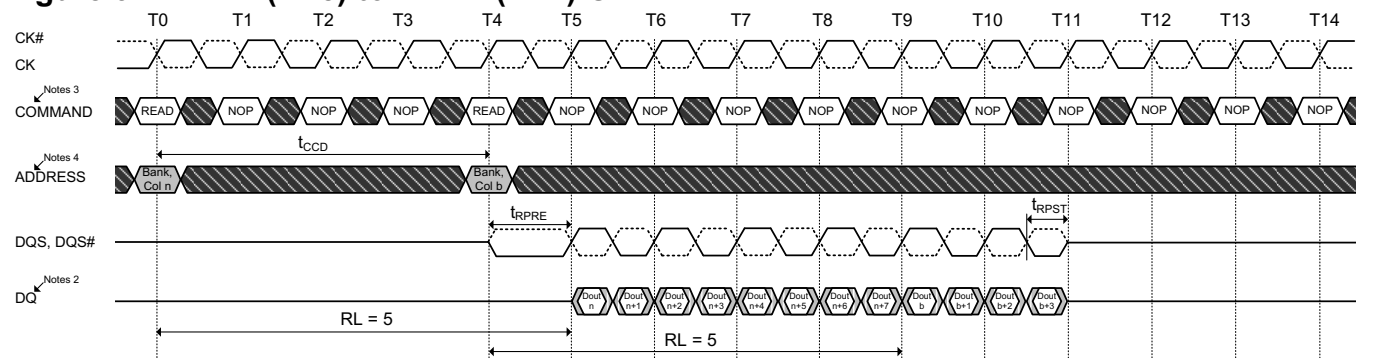 T0 T1 T2 T3 T4 T5 T6 T7 T8 T9 T10 T11 T12 T13 T14
CK#
CK
Notes 3
COMMAND READ NOP NOP NOP READ NOP NOP NOP NOP NOP NOP NOP NOP NOP NOP
tCCD
Notes 4
ADDRESS Bank, Col n Bank, Col b
tRPRE tRPST
DQS, DQS#
Notes 2
DQ Dout n Dout n+1 Dout n+2 Dout n+3 Dout n+4 Dout n+5 Dout n+6 Dout n+7 Dout b Dout b+1 Dout b+2 Dout b+3
RL = 5
RL = 5